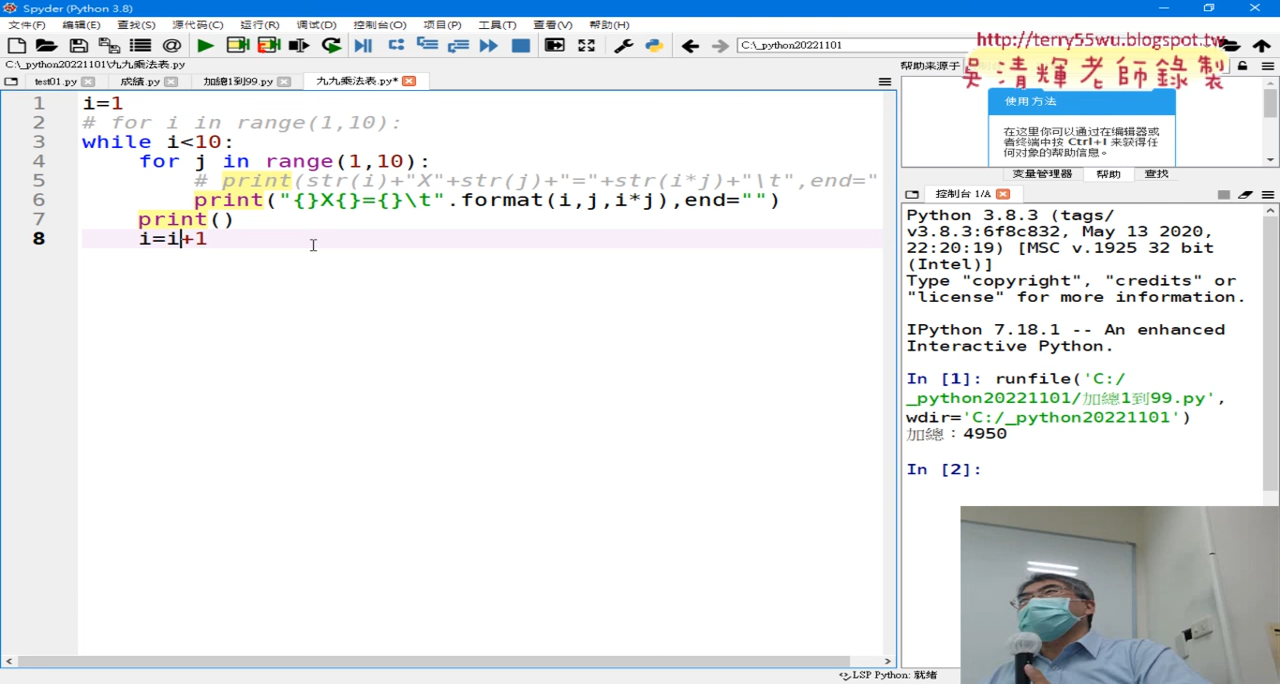 Spyder (Python 3.8)
文件(F) 编辑(E) 查找(S) 源代码(C) 运行(R) 调试(D) 控制台(O) 项目(P) 工具(T) 查看(V) 帮助(H)
C:\_python20221101
http://terry55wu.blogspot.tw
吳清輝老師錄製
C:\_python20221101\九九乘法表.py
test01.py 成績.py 加總1到99.py 九九乘法表.py*
1 i=1
2 # for i in range(1,10):
3 while i<10:
4 for j in range(1,10):
5 # print(str(i)+"X"+str(j)+"="+str(i*j)+"\t",end="
6 print("{}X{}={}\t".format(i,j,i*j),end="")
7 print()
8 i=i+1
帮助来源于
使用方法
在这里你可以通过在编辑器或
者终端中按 Ctrl+I 来获得任
何对象的帮助信息。
变量管理器 帮助 查找
控制台 1/A
Python 3.8.3 (tags/
v3.8.3:6f8c832, May 13 2020,
22:20:19) [MSC v.1925 32 bit
(Intel)]
Type "copyright", "credits" or
"license" for more information.
IPython 7.18.1 -- An enhanced
Interactive Python.
In [1]: runfile('C:/
_python20221101/加總1到99.py',
wdir='C:/_python20221101')
加總：4950
In [2]:
LSP Python: 就绪